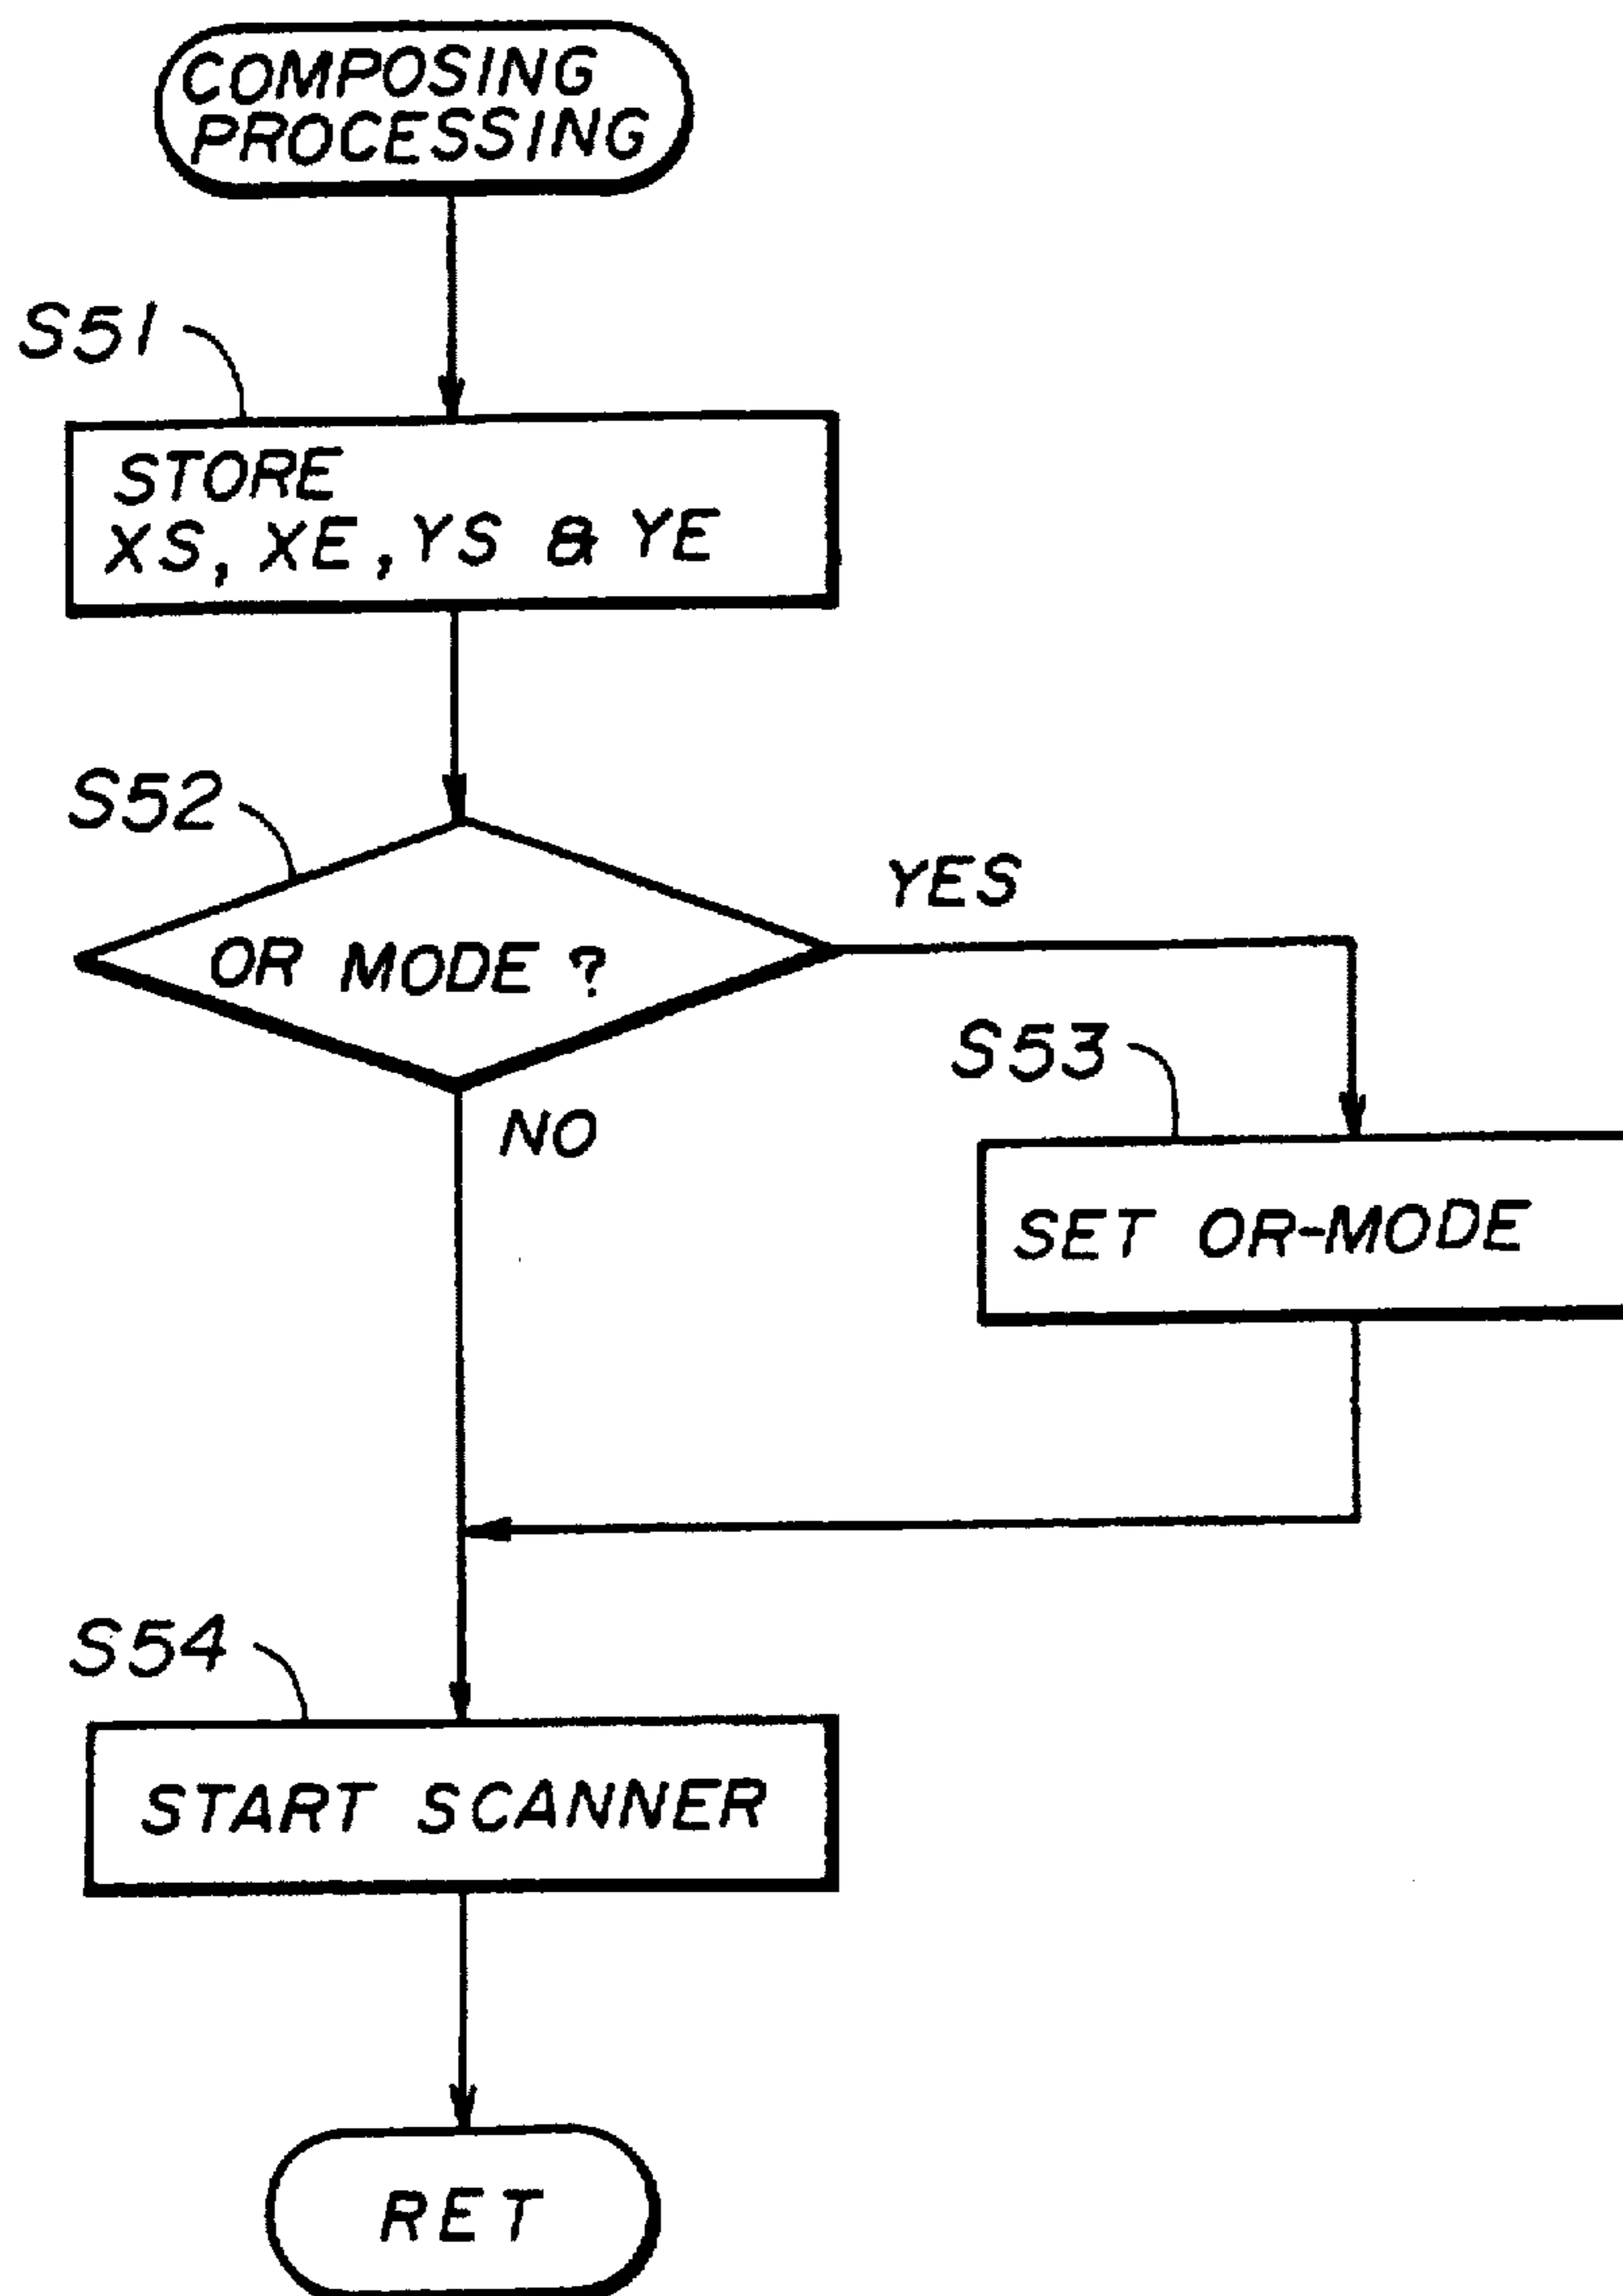 COMPOSING
PROCESSING
S51
STORE
XS, XE, YS & YE
S52
OR MODE ?
YES
NO
S53
SET OR-MODE
S54
START SCANNER
RET